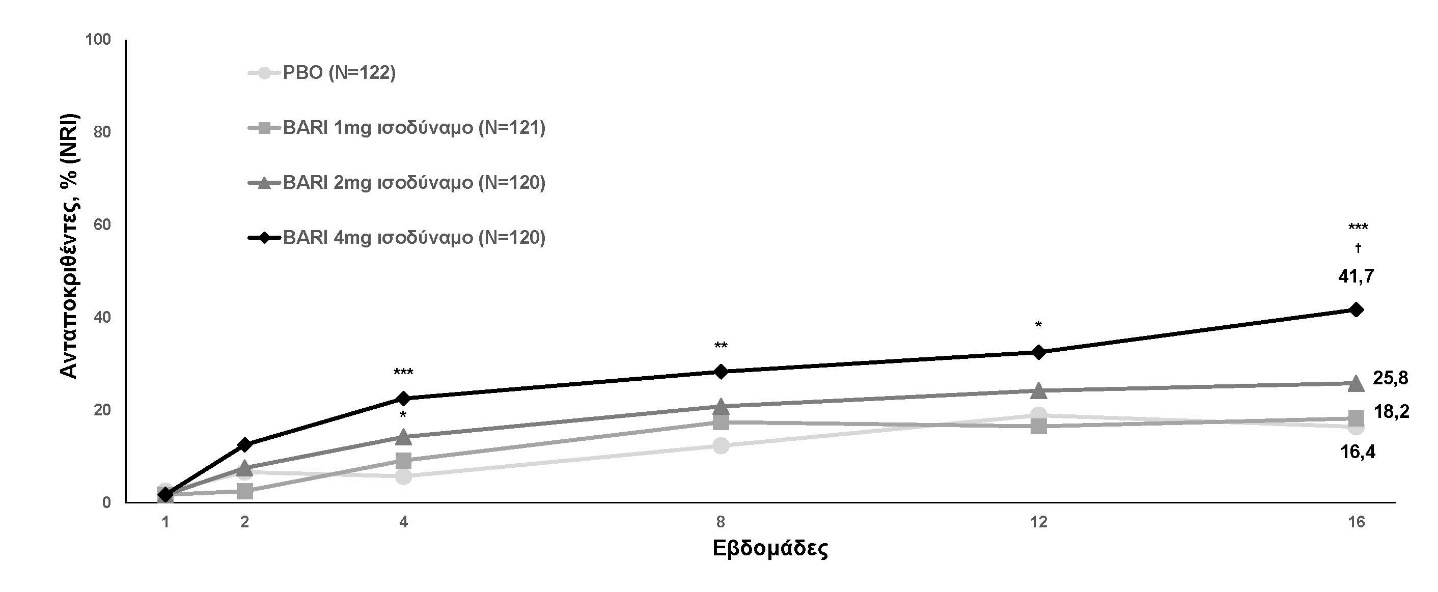 Ανταποκριθέντες, % (NRI)
100
80
60
40
20
0
PBO (N=122)
BARI 1mg ισοδύναμο (N=121)
BARI 2mg ισοδύναμο (N=120)
BARI 4mg ισοδύναμο (N=120)
***
*
**
*
***
†
41,7
25,8
18,2
16,4
1 2 4 8 12 16
Εβδομάδες